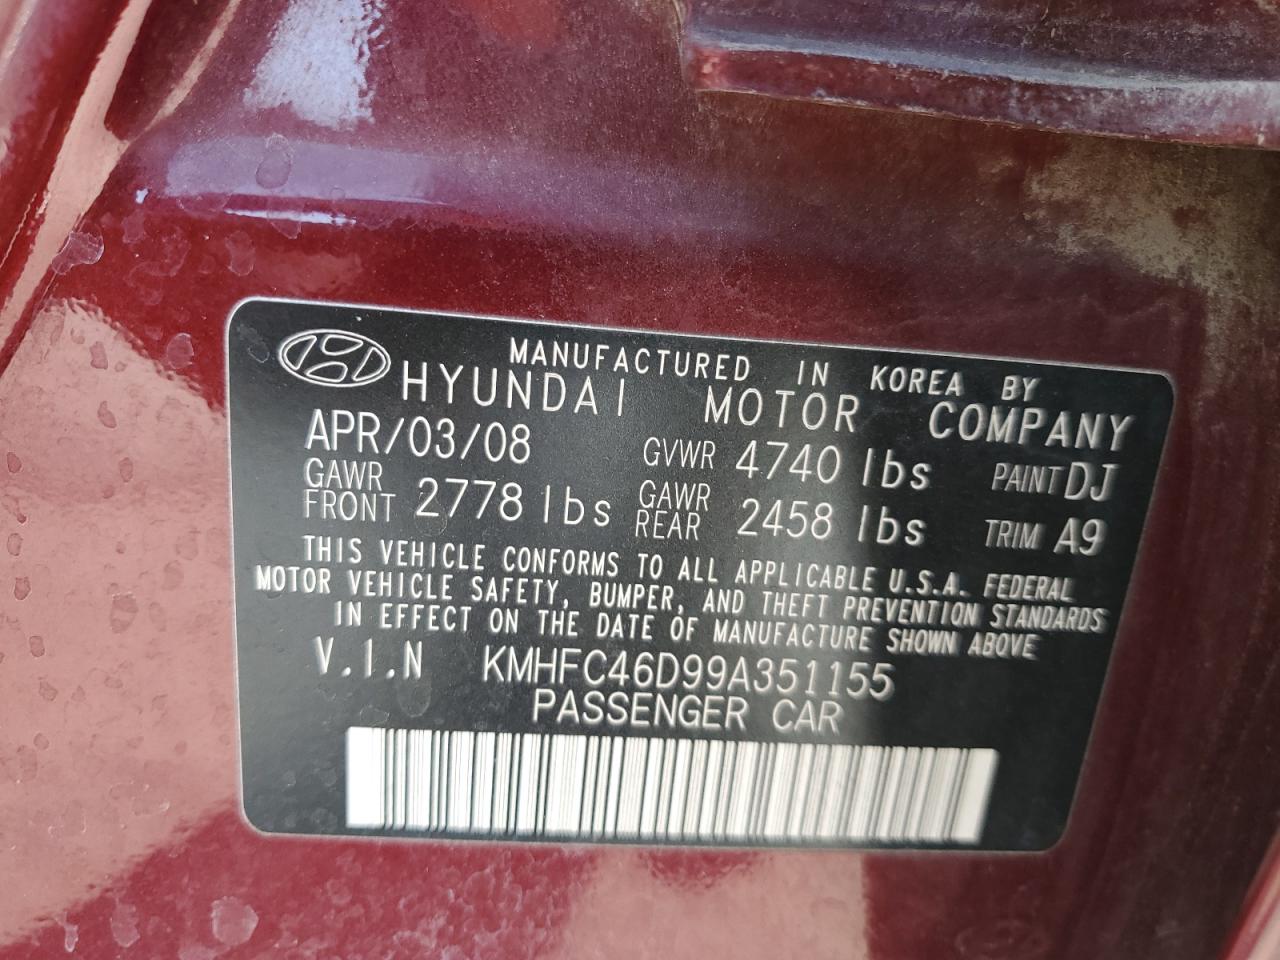 MANUFACTURED IN KOREA BY
HYUNDAI MOTOR COMPANY
APR/03/08 GVWR 4740 lbs PAINT DJ
GAWR FRONT 2778 lbs GAWR REAR 2458 lbs TRIM A9
THIS VEHICLE CONFORMS TO ALL APPLICABLE U.S.A. FEDERAL
MOTOR VEHICLE SAFETY, BUMPER, AND THEFT PREVENTION STANDARDS
IN EFFECT ON THE DATE OF MANUFACTURE SHOWN ABOVE
V.I.N KMHFC46D99A351155
PASSENGER CAR